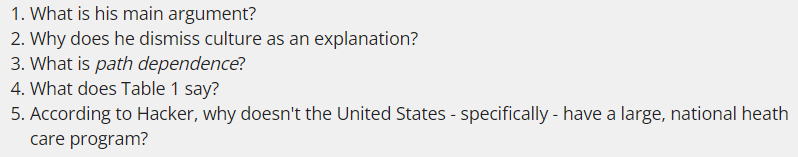 1. What is his main argument?
2. Why does he dismiss culture as an explanation?
3. What is path dependence?
4. What does Table 1 say?
5. According to Hacker, why doesn't the United States - specifically - have a large, national heath
care program?